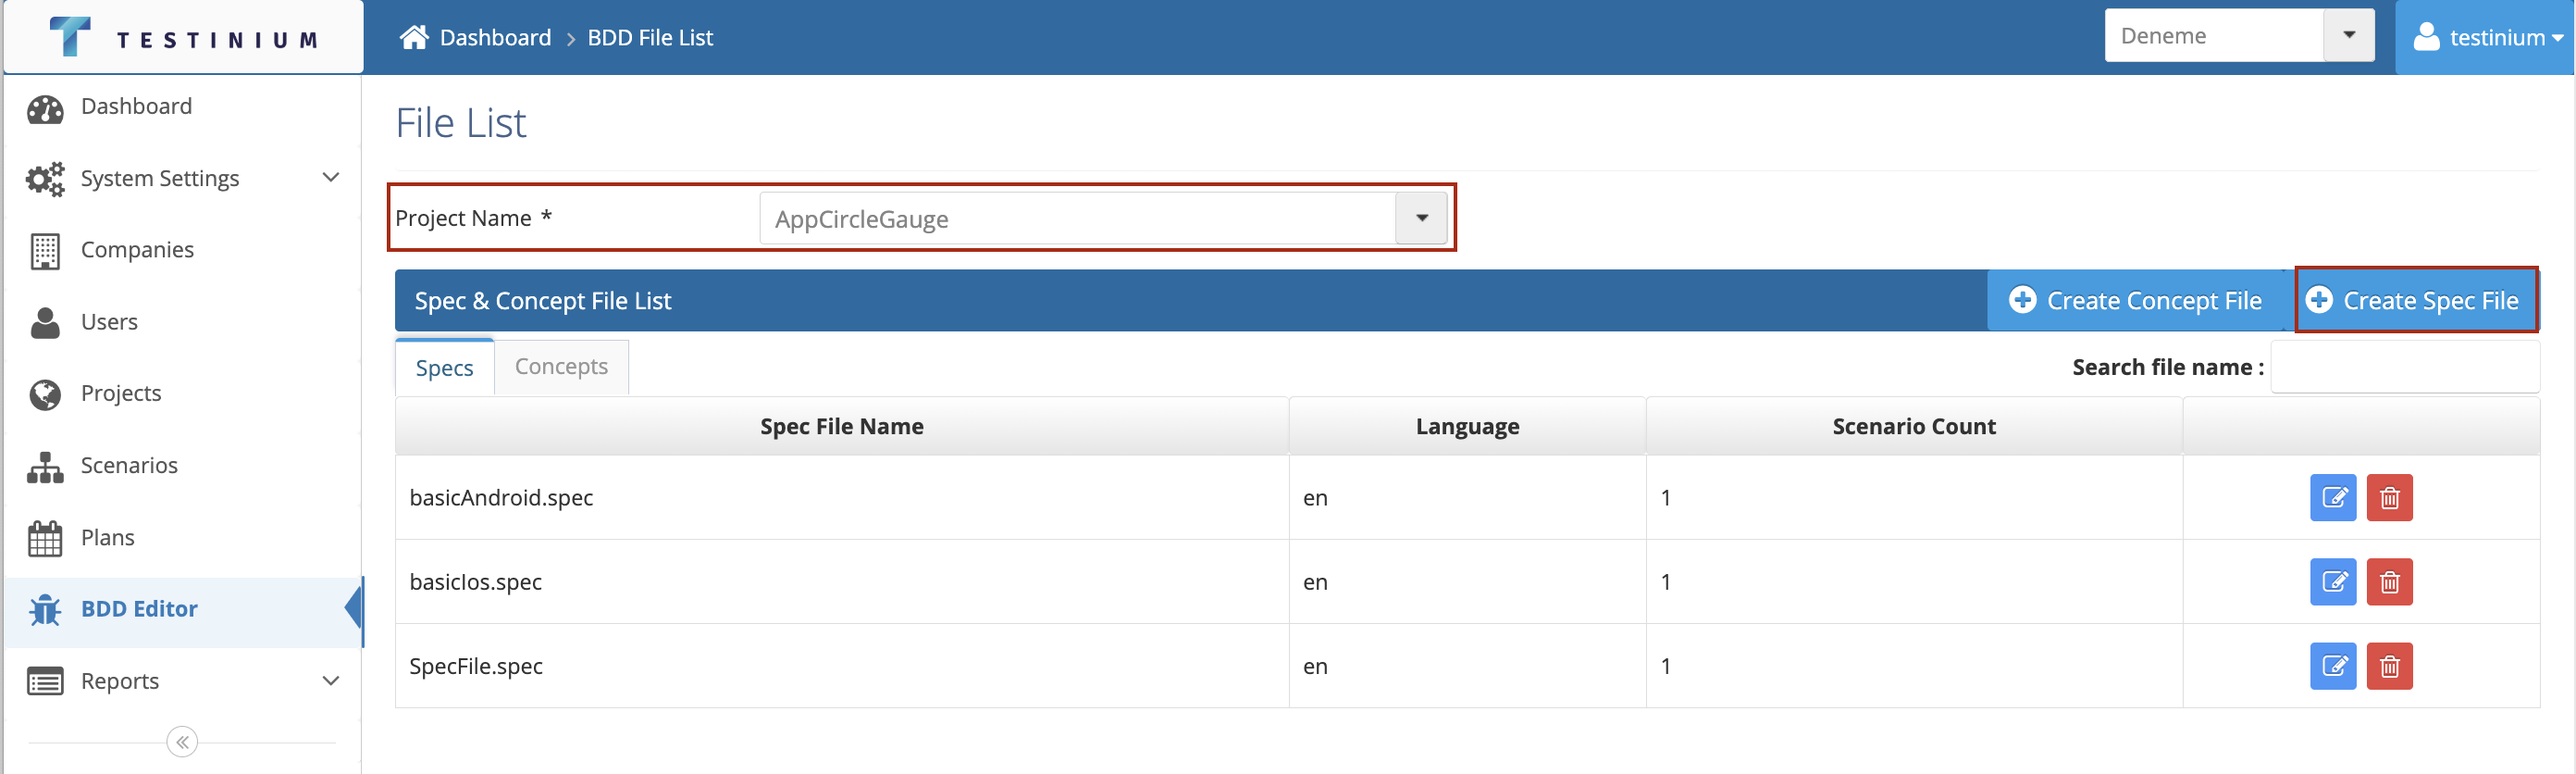 TESTINIUM
Dashboard > BDD File List
Deneme
testinium
Dashboard
System Settings
Companies
Users
Projects
Scenarios
Plans
BDD Editor
Reports
File List
Project Name *
AppCircleGauge
Spec & Concept File List
Create Concept File
Create Spec File
Specs
Concepts
Search file name :
Spec File Name Language Scenario Count
basicAndroid.spec en 1
basicIos.spec en 1
SpecFile.spec en 1